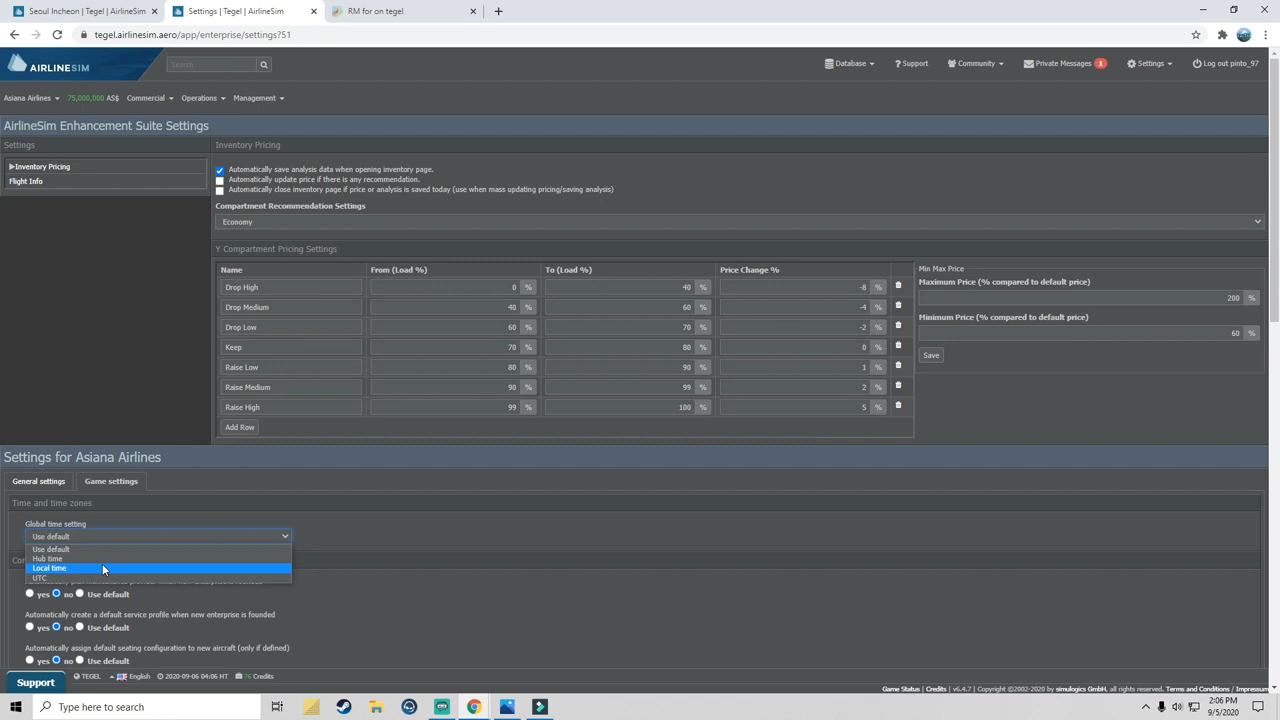 Seoul Incheon | Tegel | AirlineSim
Settings | Tegel | AirlineSim
RM for on tegel
tegel.airlinesim.aero/app/enterprise/settings?51
AIRLINESIM
Search
Database
Support
Community
Private Messages 1
Settings
Log out pinto_97
Asiana Airlines
75,000,000 AS$
Commercial
Operations
Management
AirlineSim Enhancement Suite Settings
Settings
Inventory Pricing
Flight Info
Inventory Pricing
Automatically save analysis data when opening inventory page.
Automatically update price if there is any recommendation.
Automatically close inventory page if price or analysis is saved today (use when mass updating pricing/saving analysis)
Compartment Recommendation Settings
Economy
Y Compartment Pricing Settings
Name From (Load %) To (Load %) Price Change %
Drop High 0 % 40 % -8 %
Drop Medium 40 % 60 % -4 %
Drop Low 60 % 70 % -2 %
Keep 70 % 80 % 0 %
Raise Low 80 % 90 % 1 %
Raise Medium 90 % 99 % 2 %
Raise High 99 % 100 % 5 %
Add Row
Min Max Price
Maximum Price (% compared to default price)
200 %
Minimum Price (% compared to default price)
60 %
Save
Settings for Asiana Airlines
General settings
Game settings
Time and time zones
Global time setting
Use default
Use default
Hub time
Local time
UTC
yes no Use default
Automatically create a default service profile when new enterprise is founded
yes no Use default
Automatically assign default seating configuration to new aircraft (only if defined)
yes no Use default
Support
TEGEL
English
2020-09-06 04:06 HT
76 Credits
Game Status | Credits | v6.4.7 | Copyright ©2002-2020 by simulogics GmbH, all rights reserved. Terms and Conditions / Impressum
Type here to search
2:06 PM
9/5/2020